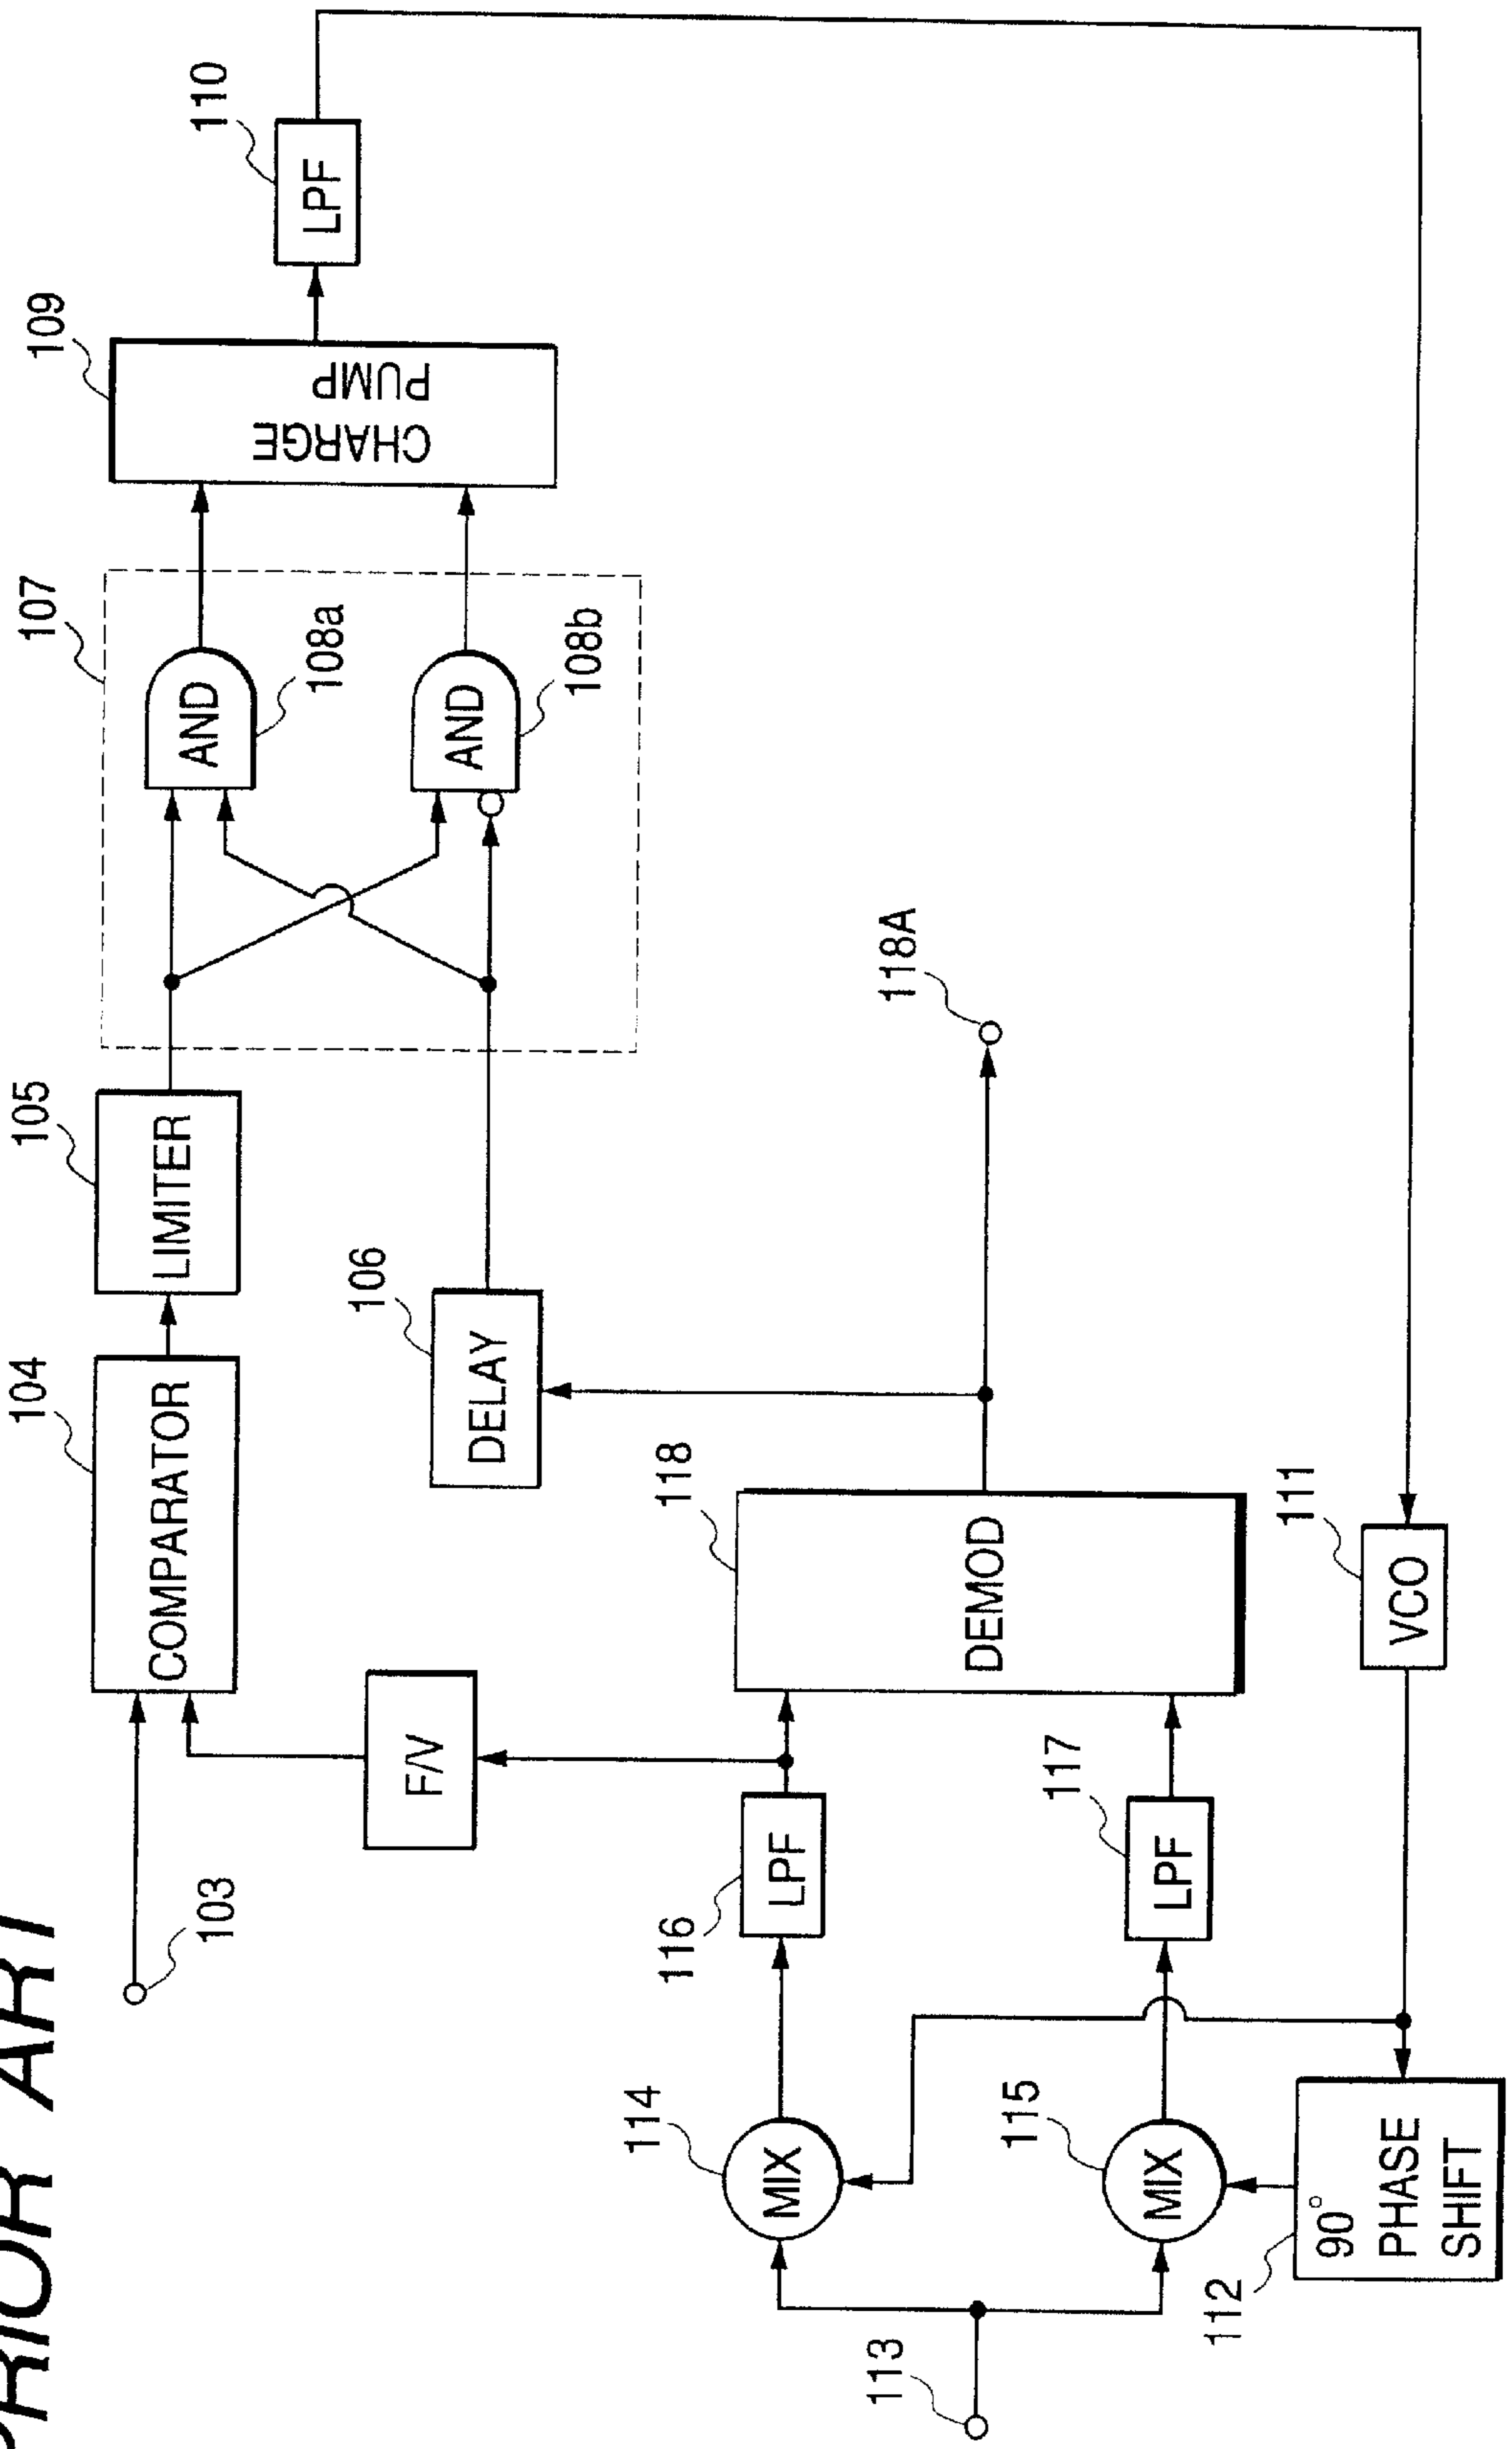 PRIOR ART
103
104
COMPARATOR
105
LIMITER
107
AND
108a
AND
108b
109
CHARGE
PUMP
110
LPF
F/V
106
DELAY
118A
113
114
MIX
116
LPF
118
DEMOD
115
MIX
117
LPF
112
90°
PHASE
SHIFT
111
VCO